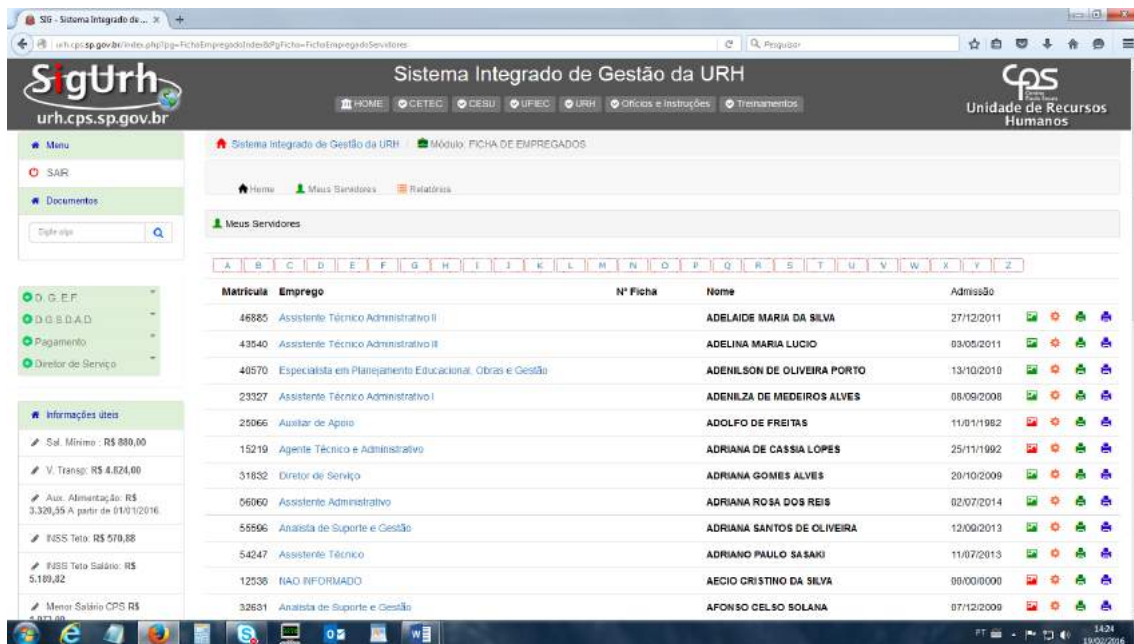 SIG - Sistema Integrado de ...
urh.cps.sp.gov.br/index.php?pg=FichaEmpregadoIndex&PgFicha=FichaEmpregadoServidores
Pesquisar
SigUrh
urh.cps.sp.gov.br
Sistema Integrado de Gestão da URH
HOME CETEC CESU UFIEC URH Ofícios e Instruções Treinamentos
cps
Centro
Paula Souza
Unidade de Recursos
Humanos
Menu
SAIR
Documentos
Digite algo
D. G. E.F.
D.G.S.D.A.D
Pagamento
Diretor de Serviço
Informações úteis
Sal. Mínimo : R$ 880,00
V. Transp: R$ 4.824,00
Aux. Alimentação: R$
3.320,55 A partir de 01/01/2016
INSS Teto: R$ 570,88
INSS Teto Salário: R$
5.189,82
Menor Salário CPS R$
Sistema Integrado de Gestão da URH / Módulo: FICHA DE EMPREGADOS
Home Meus Servidores Relatórios
Meus Servidores
A B C D E F G H I J K L M N O P Q R S T U V W X Y Z
Matrícula Emprego N° Ficha Nome Admissão
46885 Assistente Técnico Administrativo II ADELAIDE MARIA DA SILVA 27/12/2011
43540 Assistente Técnico Administrativo II ADELINA MARIA LUCIO 03/05/2011
40570 Especialista em Planejamento Educacional, Obras e Gestão ADENILSON DE OLIVEIRA PORTO 13/10/2010
23327 Assistente Técnico Administrativo I ADENILZA DE MEDEIROS ALVES 08/09/2008
25066 Auxiliar de Apoio ADOLFO DE FREITAS 11/01/1982
15219 Agente Técnico e Administrativo ADRIANA DE CASSIA LOPES 25/11/1992
31832 Diretor de Serviço ADRIANA GOMES ALVES 20/10/2009
56060 Assistente Administrativo ADRIANA ROSA DOS REIS 02/07/2014
55596 Analista de Suporte e Gestão ADRIANA SANTOS DE OLIVEIRA 12/09/2013
54247 Assistente Técnico ADRIANO PAULO SASAKI 11/07/2013
12538 NAO INFORMADO AECIO CRISTINO DA SILVA 00/00/0000
32631 Analista de Suporte e Gestão AFONSO CELSO SOLANA 07/12/2009
PT
14:24
19/02/2016